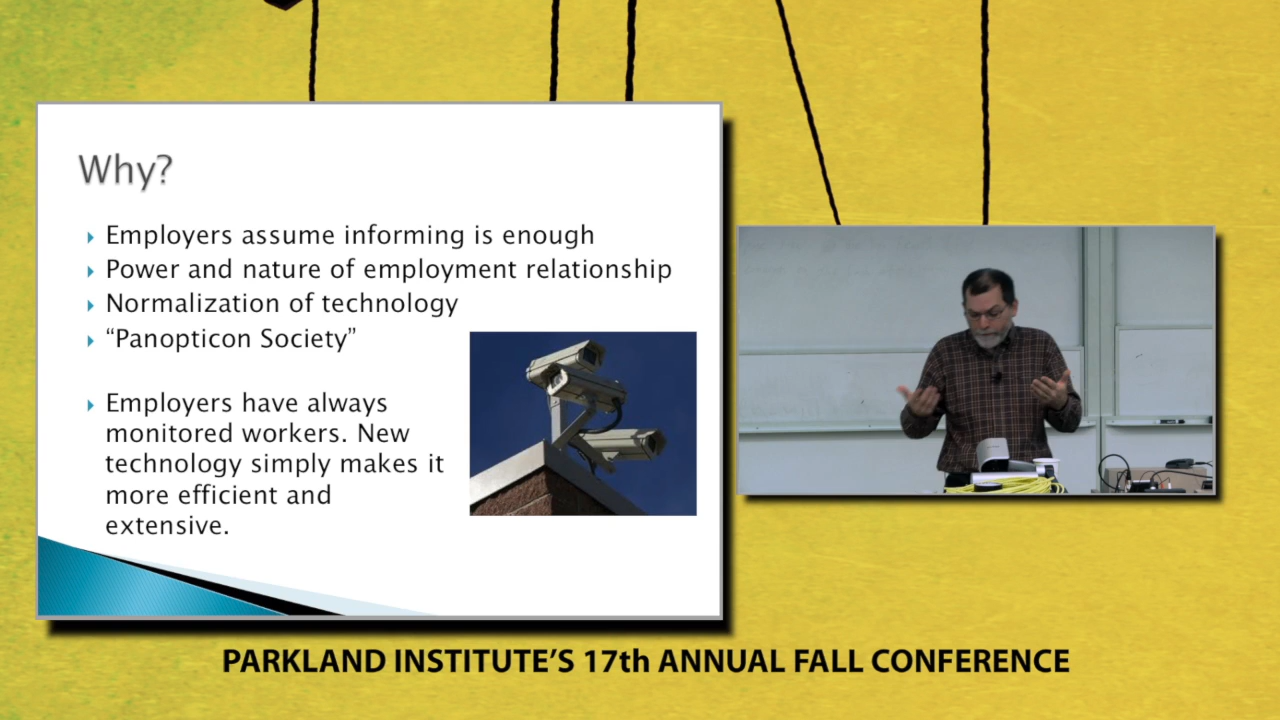 Why?
Employers assume informing is enough
Power and nature of employment relationship
Normalization of technology
“Panopticon Society”
Employers have always
monitored workers. New
technology simply makes it
more efficient and
extensive.
PARKLAND INSTITUTE’S 17th ANNUAL FALL CONFERENCE